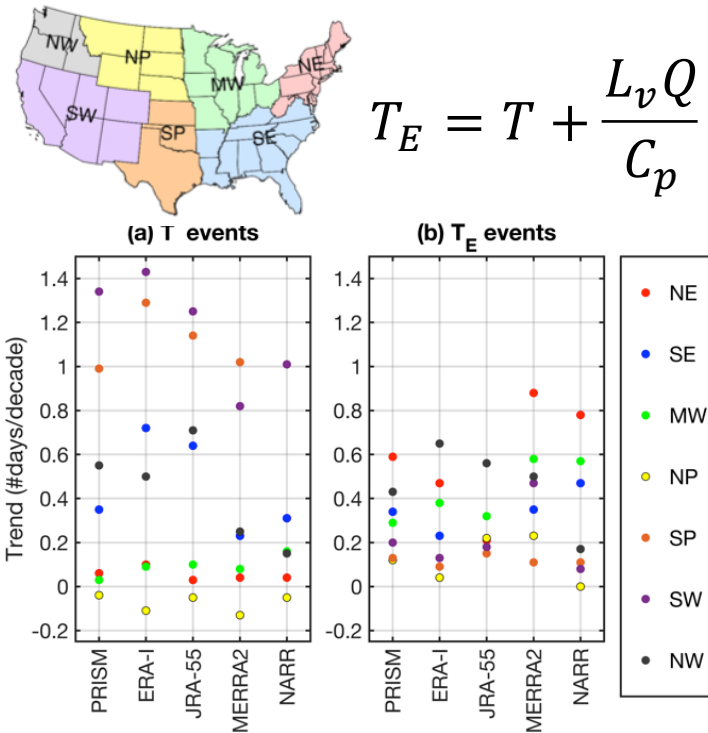 NW
NP
MW
NE
SW
SP
SE
T_E = T + \frac{L_v Q}{C_p}
(a) T events
(b) T_E events
Trend (#days/decade)
1.4
1.2
1
0.8
0.6
0.4
0.2
0
-0.2
PRISM
ERA-I
JRA-55
MERRA2
NARR
1.4
1.2
1
0.8
0.6
0.4
0.2
0
-0.2
PRISM
ERA-I
JRA-55
MERRA2
NARR
NE
SE
MW
NP
SP
SW
NW